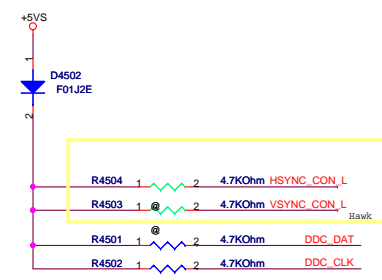 +5VS
1
D4502
F01J2E
2
R4504 1 2 4.7KOhm HSYNC_CON_L
R4503 1 @ 2 4.7KOhm VSYNC_CON_L
Hawk
@
R4501 1 2 4.7KOhm DDC_DAT
R4502 1 2 4.7KOhm DDC_CLK